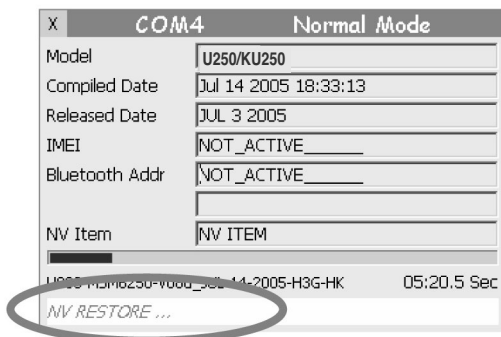 X COM4 Normal Mode
Model U250/KU250
Compiled Date Jul 14 2005 18:33:13
Released Date JUL 3 2005
IMEI NOT_ACTIVE______
Bluetooth Addr NOT_ACTIVE______
NV Item NV ITEM
05:20.5 Sec
NV RESTORE ...